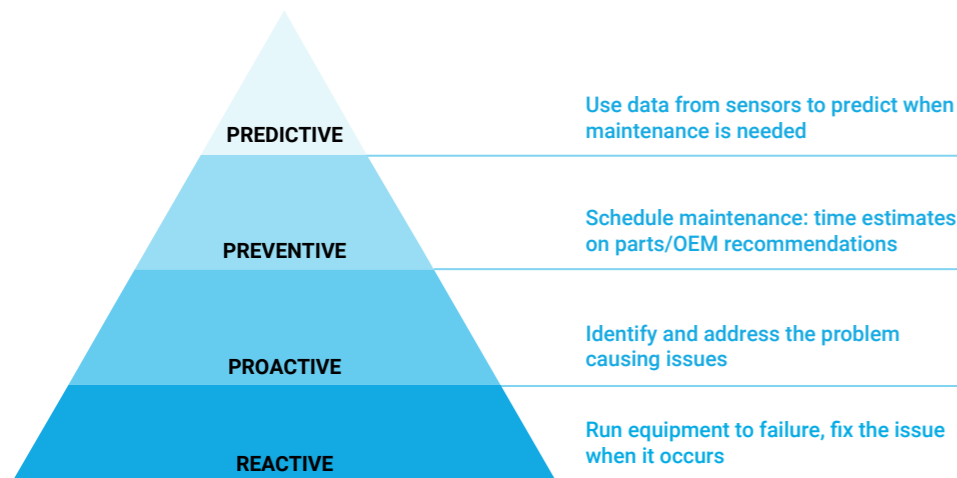 Use data from sensors to predict when
maintenance is needed
PREDICTIVE
Schedule maintenance: time estimates
on parts/OEM recommendations
PREVENTIVE
Identify and address the problem
causing issues
PROACTIVE
Run equipment to failure, fix the issue
when it occurs
REACTIVE